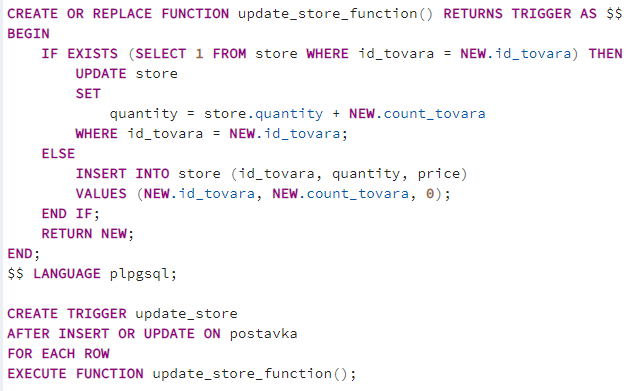 CREATE OR REPLACE FUNCTION update_store_function() RETURNS TRIGGER AS $$
BEGIN
    IF EXISTS (SELECT 1 FROM store WHERE id_tovara = NEW.id_tovara) THEN
        UPDATE store
        SET
            quantity = store.quantity + NEW.count_tovara
        WHERE id_tovara = NEW.id_tovara;
    ELSE
        INSERT INTO store (id_tovara, quantity, price)
        VALUES (NEW.id_tovara, NEW.count_tovara, 0);
    END IF;
    RETURN NEW;
END;
$$ LANGUAGE plpgsql;

CREATE TRIGGER update_store
AFTER INSERT OR UPDATE ON postavka
FOR EACH ROW
EXECUTE FUNCTION update_store_function();